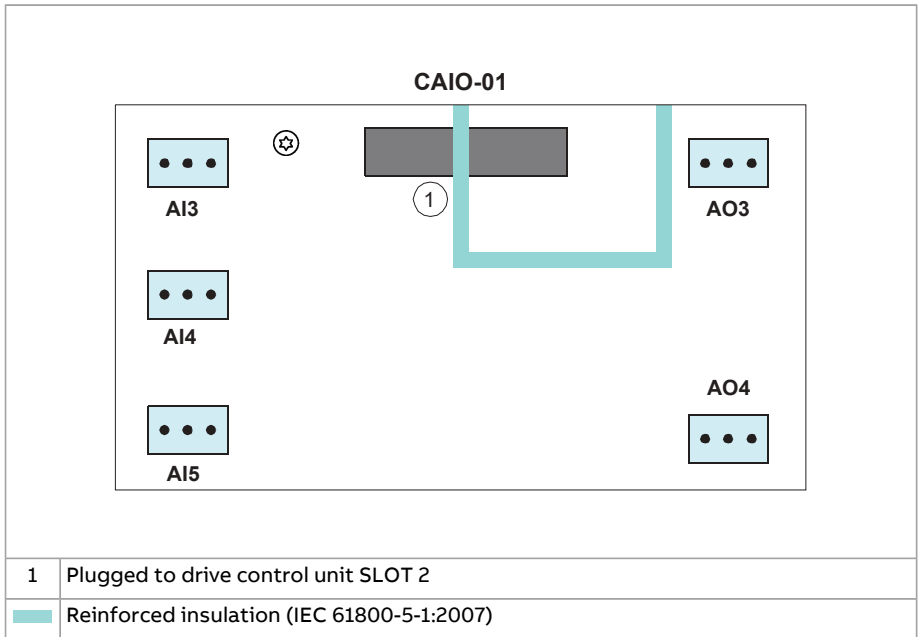 CAIO-01
AI3
1
AO3
AI4
AO4
AI5
1 Plugged to drive control unit SLOT 2
Reinforced insulation (IEC 61800-5-1:2007)